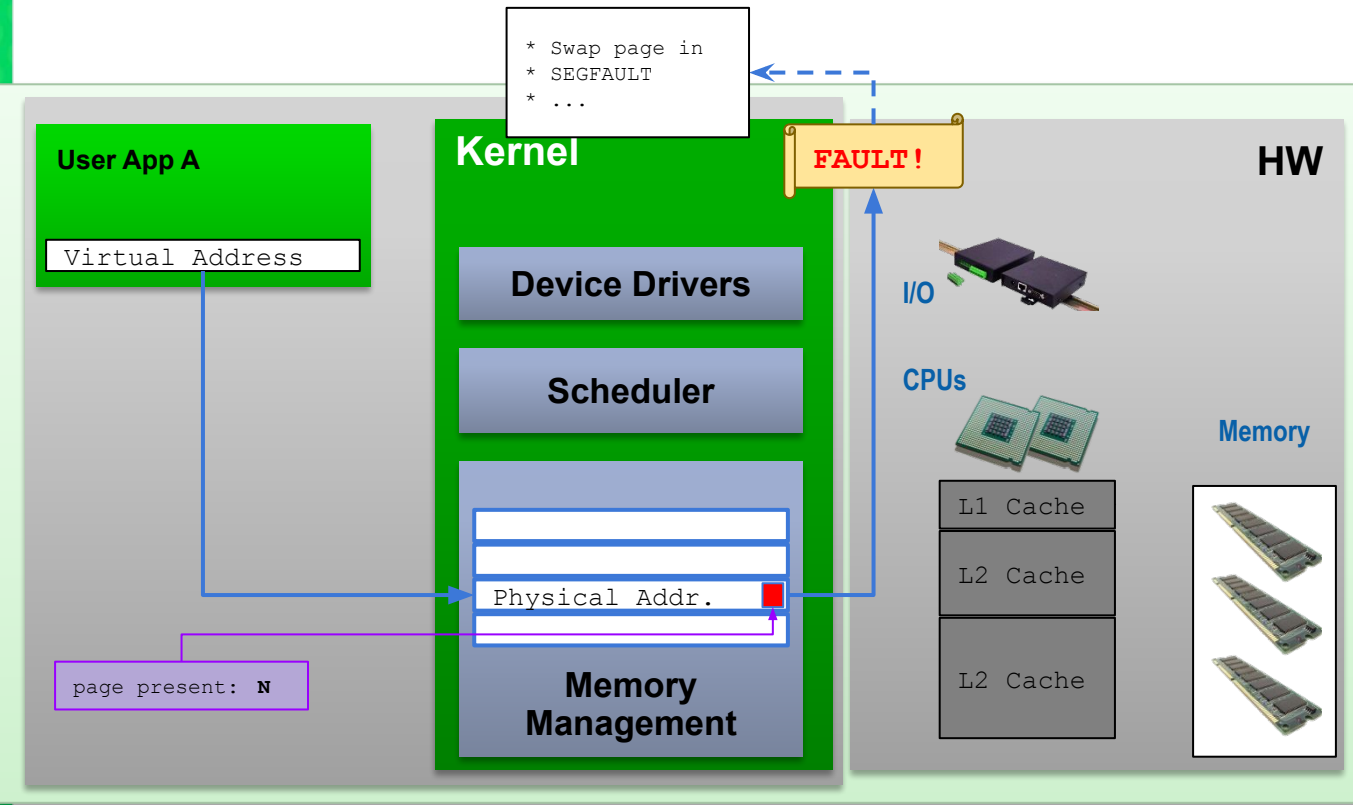 * Swap page in
* SEGFAULT
* ...
User App A
Kernel
FAULT!
HW
Virtual Address
Device Drivers
I/O
Scheduler
CPUs
Memory
L1 Cache
L2 Cache
Physical Addr.
page present: N
L2 Cache
Memory
Management